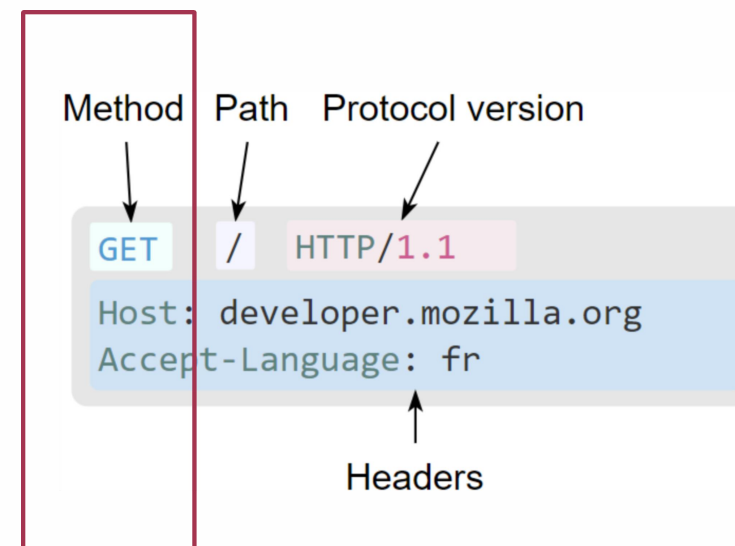 Method Path Protocol version
GET / HTTP/1.1
Host: developer.mozilla.org
Accept-Language: fr
Headers